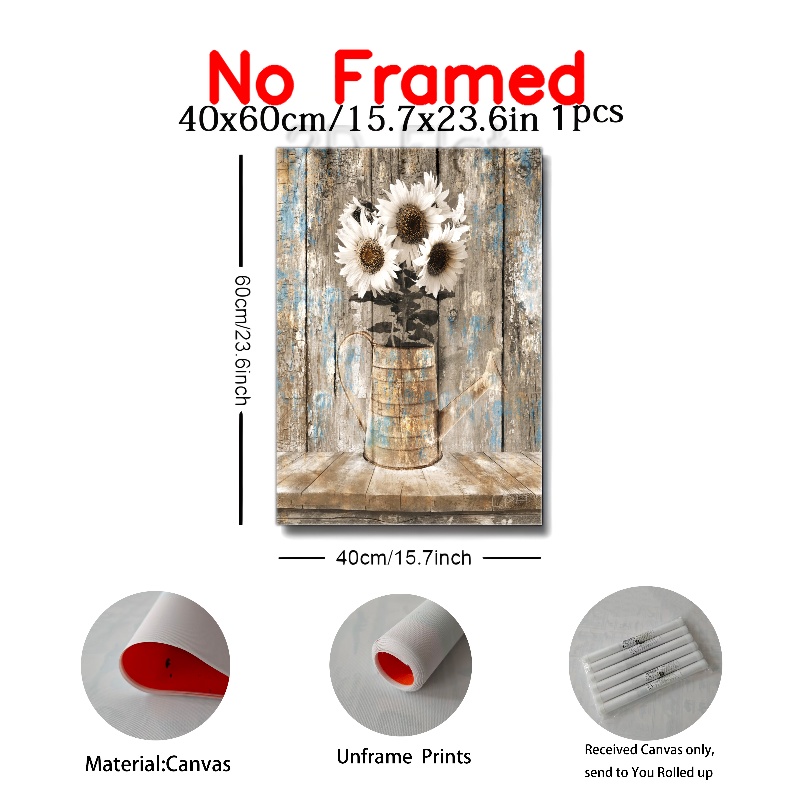 No Framed
40x60cm/15.7x23.6in 1pcs
60cm/23.6inch
40cm/15.7inch
Material:Canvas
Unframe Prints
Received Canvas only,
send to You Rolled up